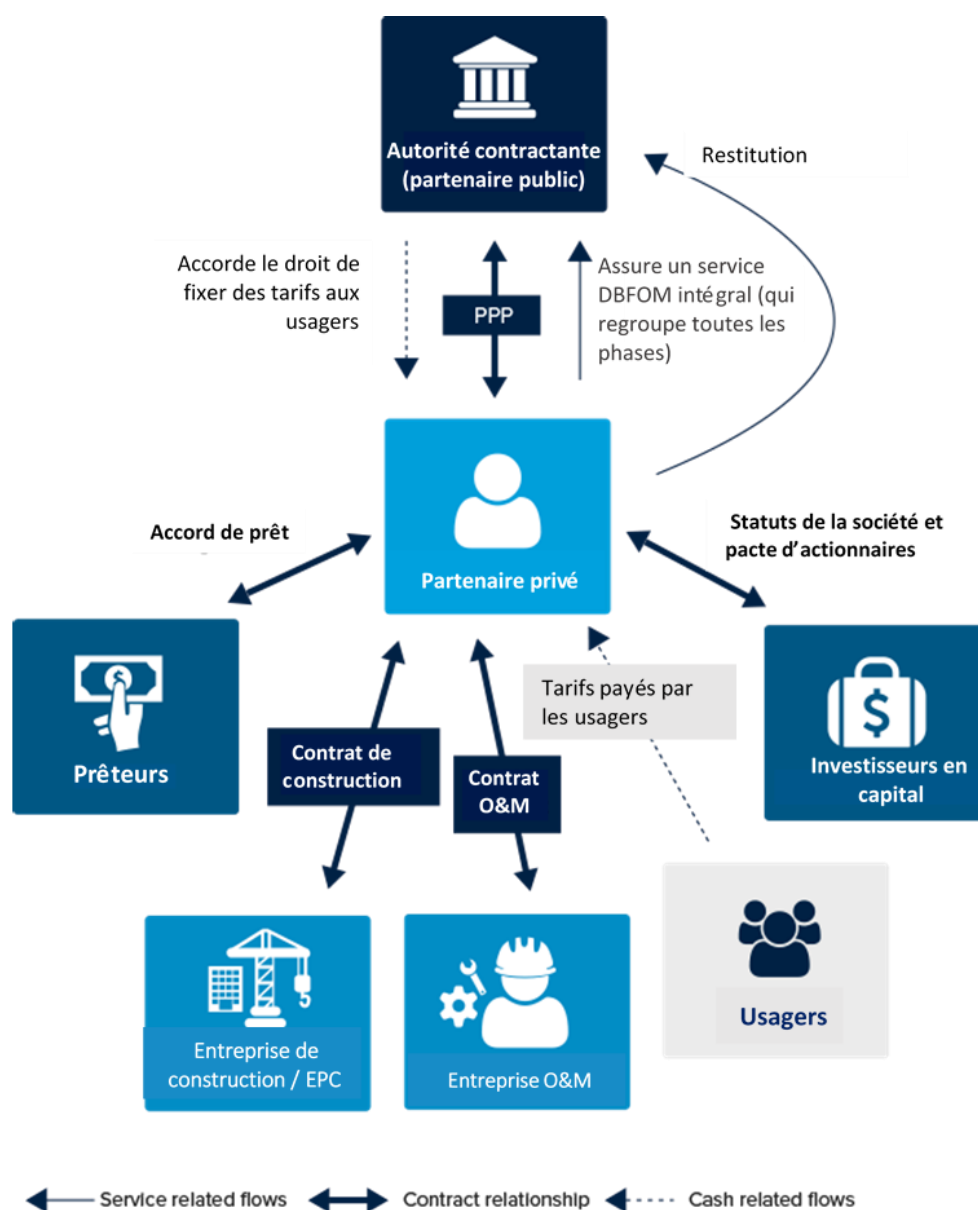 Autorité contractante
(partenaire public)
Restitution
Accorde le droit de
fixer des tarifs aux
usagers
PPP
Assure un service
DBFOM intégral (qui
regroupe toutes les
phases)
Accord de prêt
Partenaire privé
Statuts de la société et
pacte d'actionnaires
Prêteurs
Contrat de
construction
Contrat
O&M
Tarifs payés par
les usagers
Investisseurs en
capital
Entreprise de
construction / EPC
Entreprise O&M
Usagers
Service related flows
Contract relationship
Cash related flows